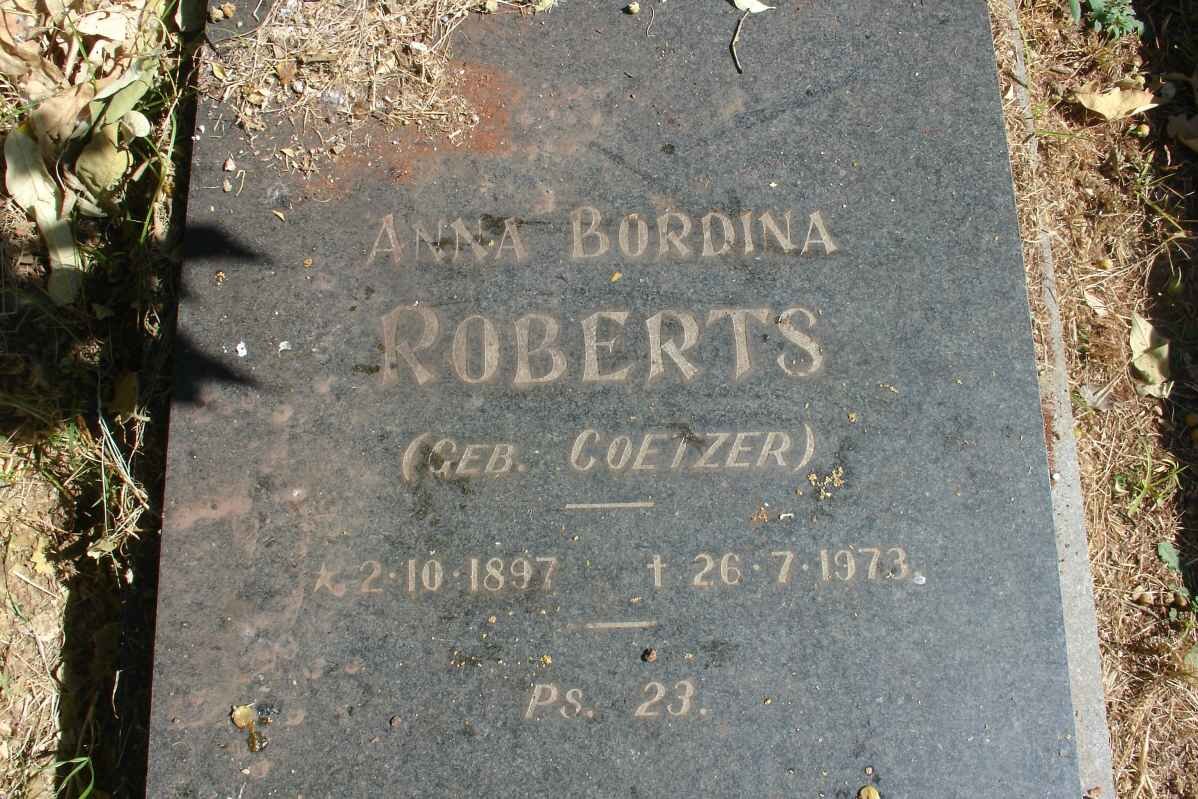 ANNA BORDINA
ROBERTS
(GEB. COETZER)
* 2·10·1897 † 26·7·1973.
PS. 23.